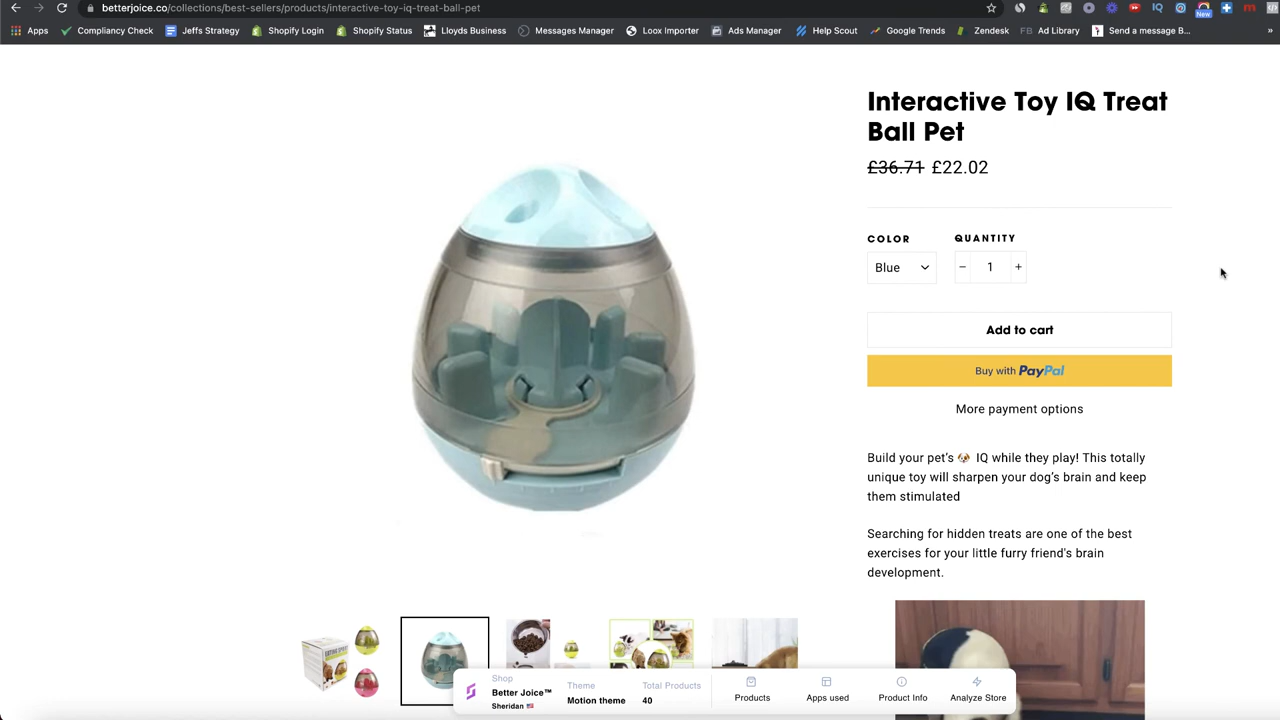 betterjoice.co/collections/best-sellers/products/interactive-toy-iq-treat-ball-pet
IQ
New
m
Apps
Compliancy Check
Jeffs Strategy
Shopify Login
Shopify Status
Lloyds Business
Messages Manager
Loox Importer
Ads Manager
Help Scout
Google Trends
Zendesk
FB Ad Library
Send a message B...
»
Interactive Toy IQ Treat
Ball Pet
£36.71 £22.02
COLOR QUANTITY
Blue − 1 +
Add to cart
Buy with PayPal
More payment options
Build your pet's 🐶 IQ while they play! This totally
unique toy will sharpen your dog's brain and keep
them stimulated
Searching for hidden treats are one of the best
exercises for your little furry friend's brain
development.
Shop
Better Joice™
Sheridan 🇺🇸
Theme
Motion theme
Total Products
40
Products
Apps used
Product Info
Analyze Store